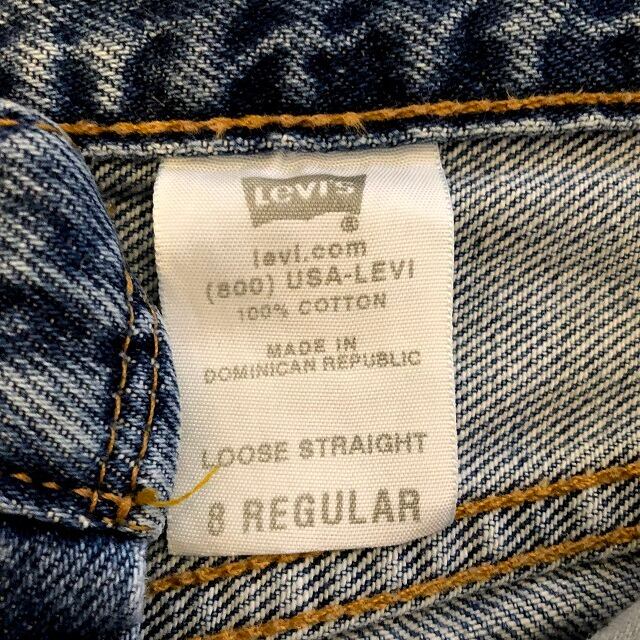 Levi's
®
levi.com
(800) USA-LEVI
100% COTTON
MADE IN
DOMINICAN REPUBLIC
LOOSE STRAIGHT
8 REGULAR